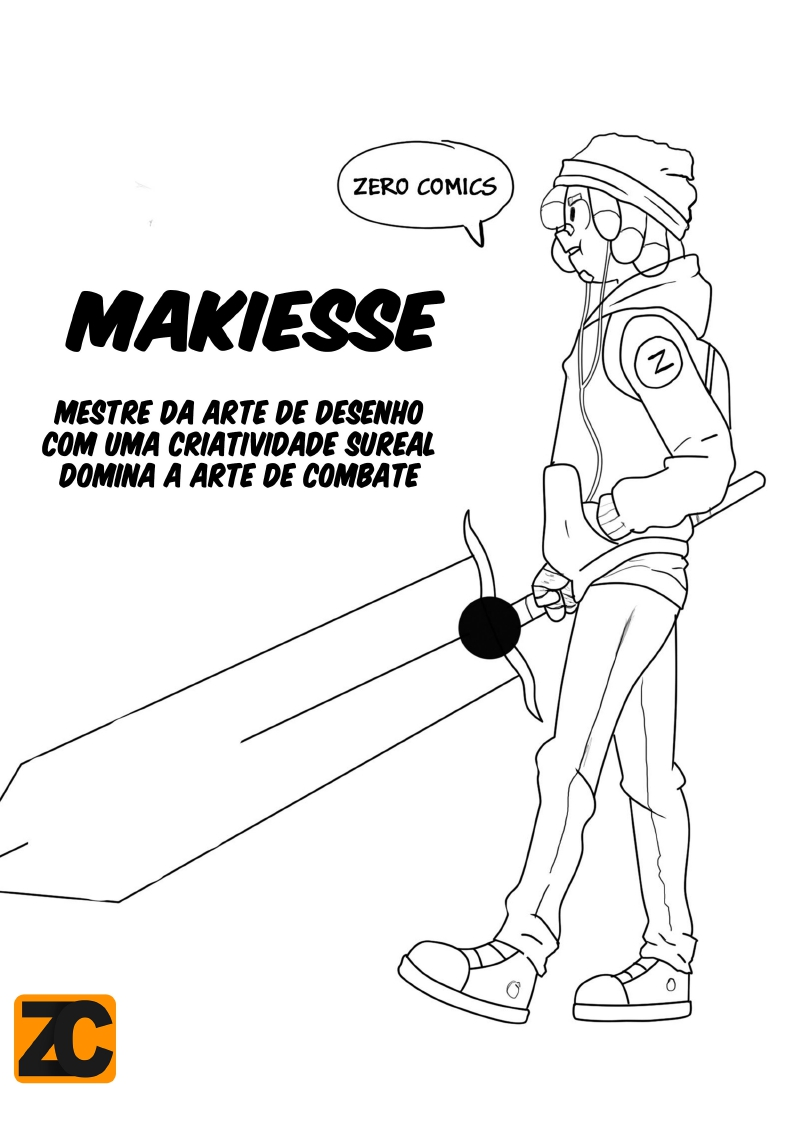 ZERO COMICS
MAKIESSE
Z
MESTRE DA ARTE DE DESENHO
COM UMA CRIATIVIDADE SUREAL
DOMINA A ARTE DE COMBATE
ZC